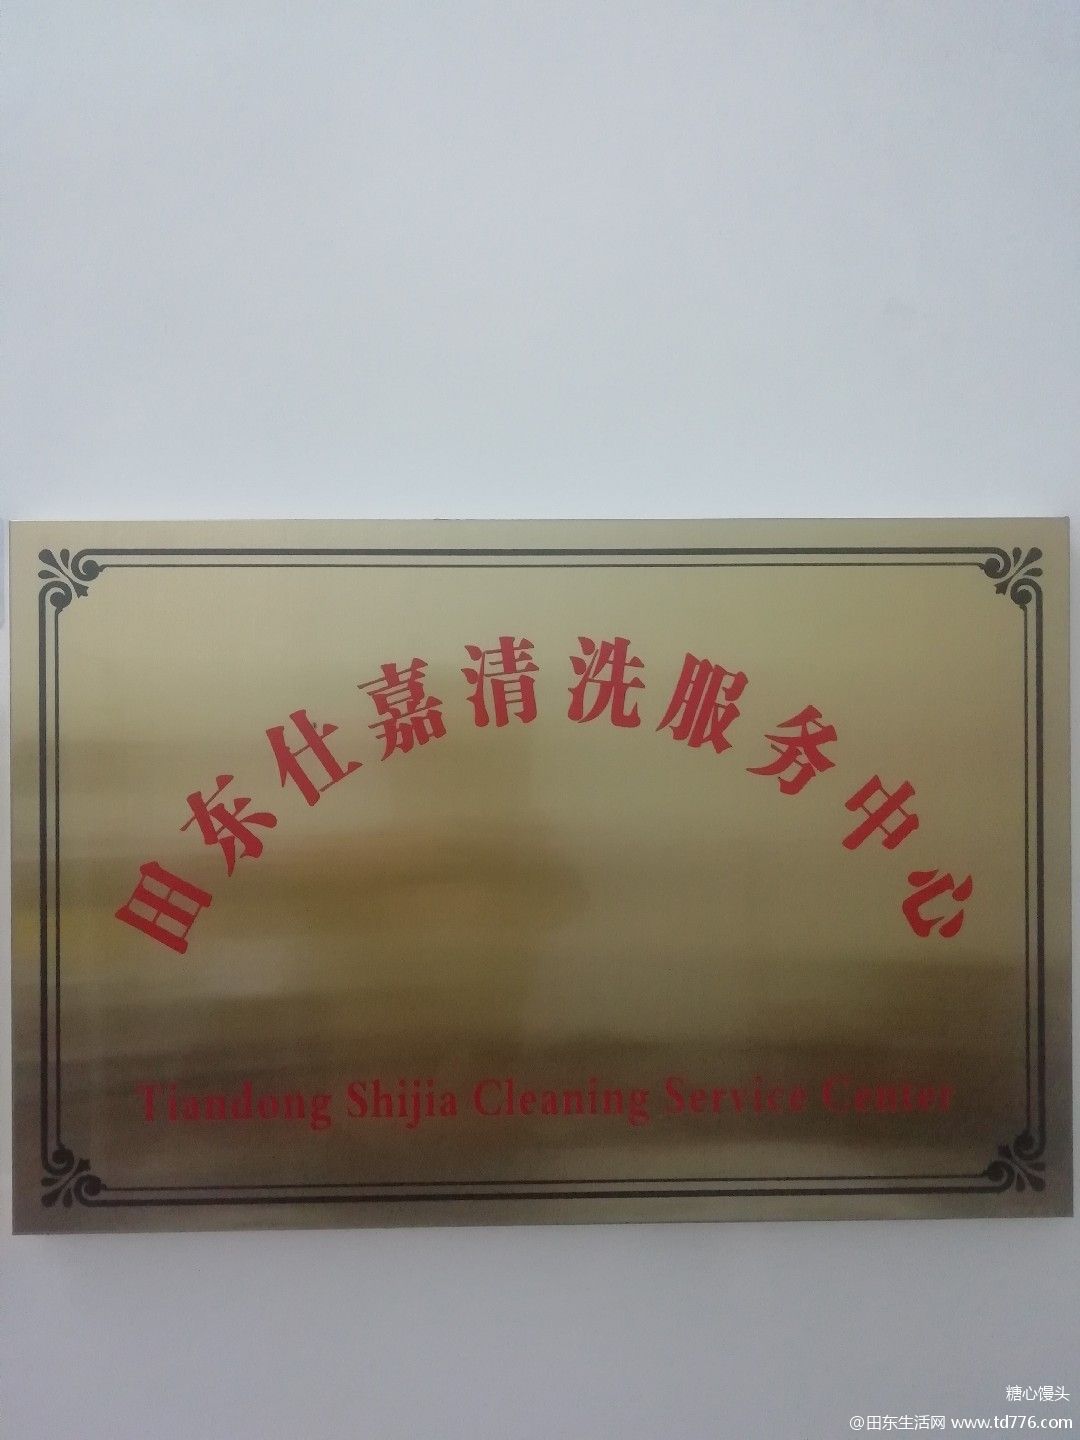 田东仕嘉清洗服务中心
Tiandong Shijia Cleaning Service Center
糖心馒头
@田东生活网 www.td776.com